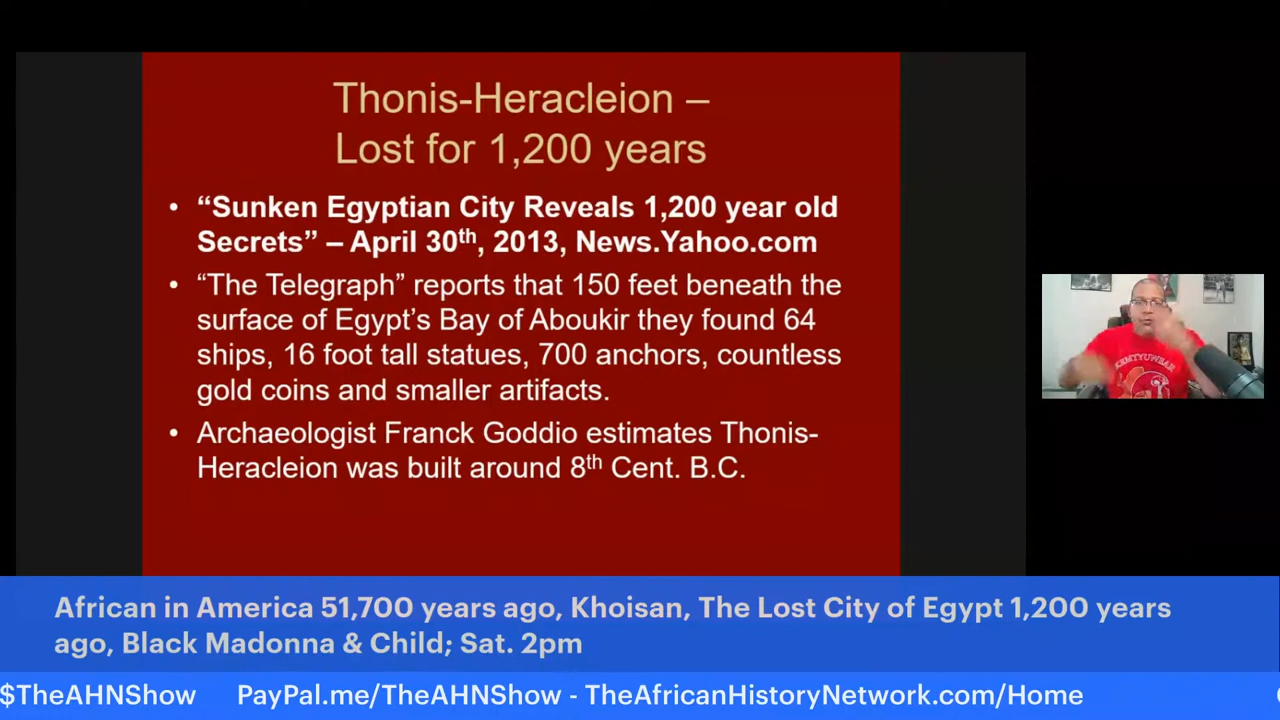 Thonis-Heracleion –
Lost for 1,200 years
• “Sunken Egyptian City Reveals 1,200 year old
Secrets” – April 30th, 2013, News.Yahoo.com
• “The Telegraph” reports that 150 feet beneath the
surface of Egypt’s Bay of Aboukir they found 64
ships, 16 foot tall statues, 700 anchors, countless
gold coins and smaller artifacts.
• Archaeologist Franck Goddio estimates Thonis-
Heracleion was built around 8th Cent. B.C.
KEMTYUWEAR
African in America 51,700 years ago, Khoisan, The Lost City of Egypt 1,200 years
ago, Black Madonna & Child; Sat. 2pm
$TheAHNShow PayPal.me/TheAHNShow - TheAfricanHistoryNetwork.com/Home